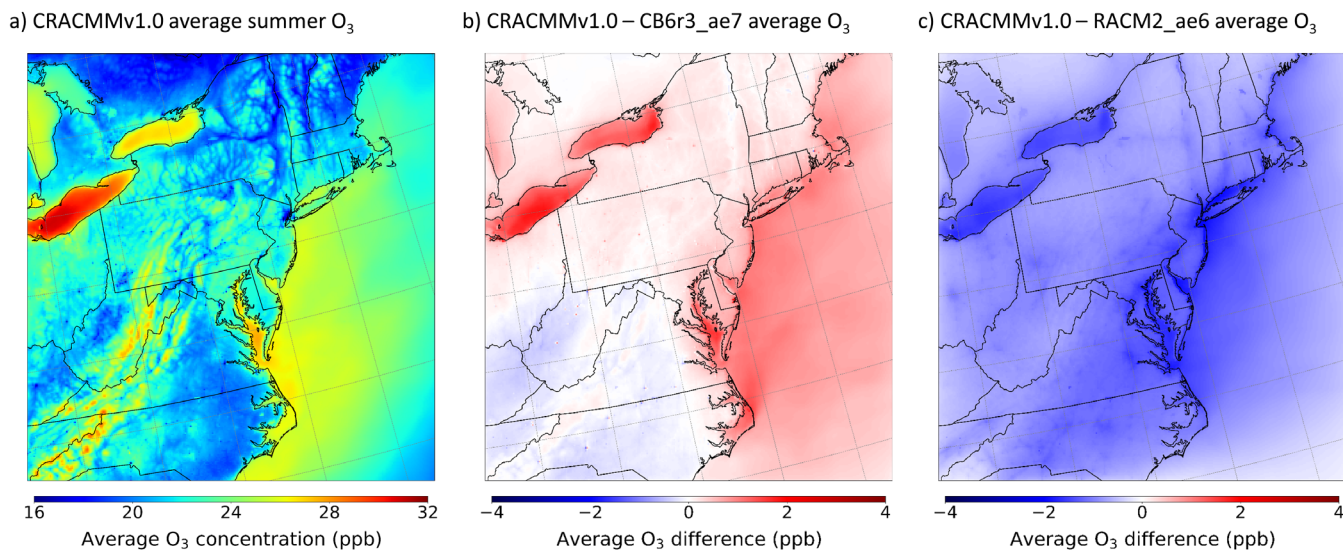 a) CRACMMv1.0 average summer O₃
b) CRACMMv1.0 – CB6r3_ae7 average O₃
c) CRACMMv1.0 – RACM2_ae6 average O₃
16 20 24 28 32
Average O₃ concentration (ppb)
−4 −2 0 2 4
Average O₃ difference (ppb)
−4 −2 0 2 4
Average O₃ difference (ppb)